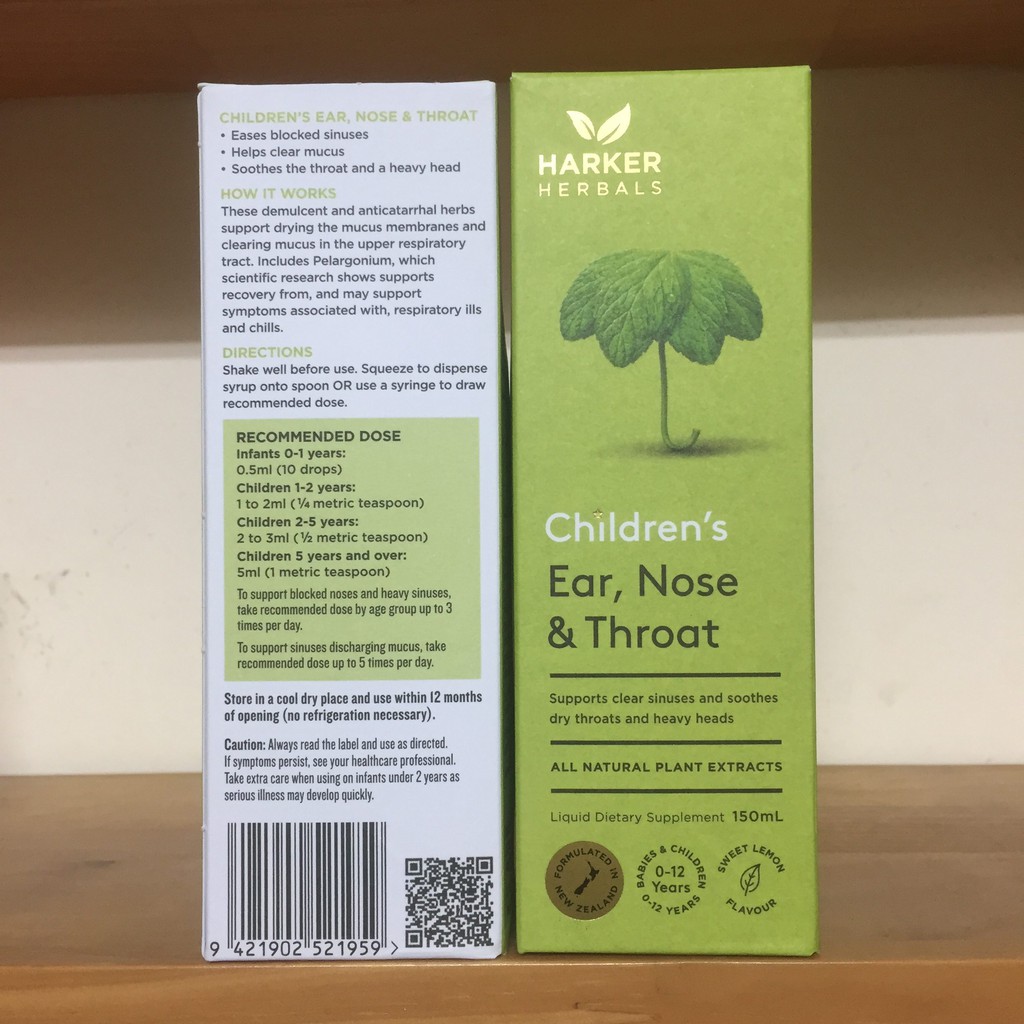 CHILDREN'S EAR, NOSE & THROAT
• Eases blocked sinuses
• Helps clear mucus
• Soothes the throat and a heavy head
HOW IT WORKS
These demulcent and anticatarrhal herbs
support drying the mucus membranes and
clearing mucus in the upper respiratory
tract. Includes Pelargonium, which
scientific research shows supports
recovery from, and may support
symptoms associated with, respiratory ills
and chills.
DIRECTIONS
Shake well before use. Squeeze to dispense
syrup onto spoon OR use a syringe to draw
recommended dose.
RECOMMENDED DOSE
Infants 0-1 years:
0.5ml (10 drops)
Children 1-2 years:
1 to 2ml (¼ metric teaspoon)
Children 2-5 years:
2 to 3ml (½ metric teaspoon)
Children 5 years and over:
5ml (1 metric teaspoon)
To support blocked noses and heavy sinuses,
take recommended dose by age group up to 3
times per day.
To support sinuses discharging mucus, take
recommended dose up to 5 times per day.
Store in a cool dry place and use within 12 months
of opening (no refrigeration necessary).
Caution: Always read the label and use as directed.
If symptoms persist, see your healthcare professional.
Take extra care when using on infants under 2 years as
serious illness may develop quickly.
9 421902 521959 >
HARKER
HERBALS
Children's
Ear, Nose
& Throat
Supports clear sinuses and soothes
dry throats and heavy heads
ALL NATURAL PLANT EXTRACTS
Liquid Dietary Supplement 150mL
FORMULATED IN
NEW ZEALAND
BABIES & CHILDREN
0-12
Years
0-12 YEARS
SWEET LEMON
FLAVOUR